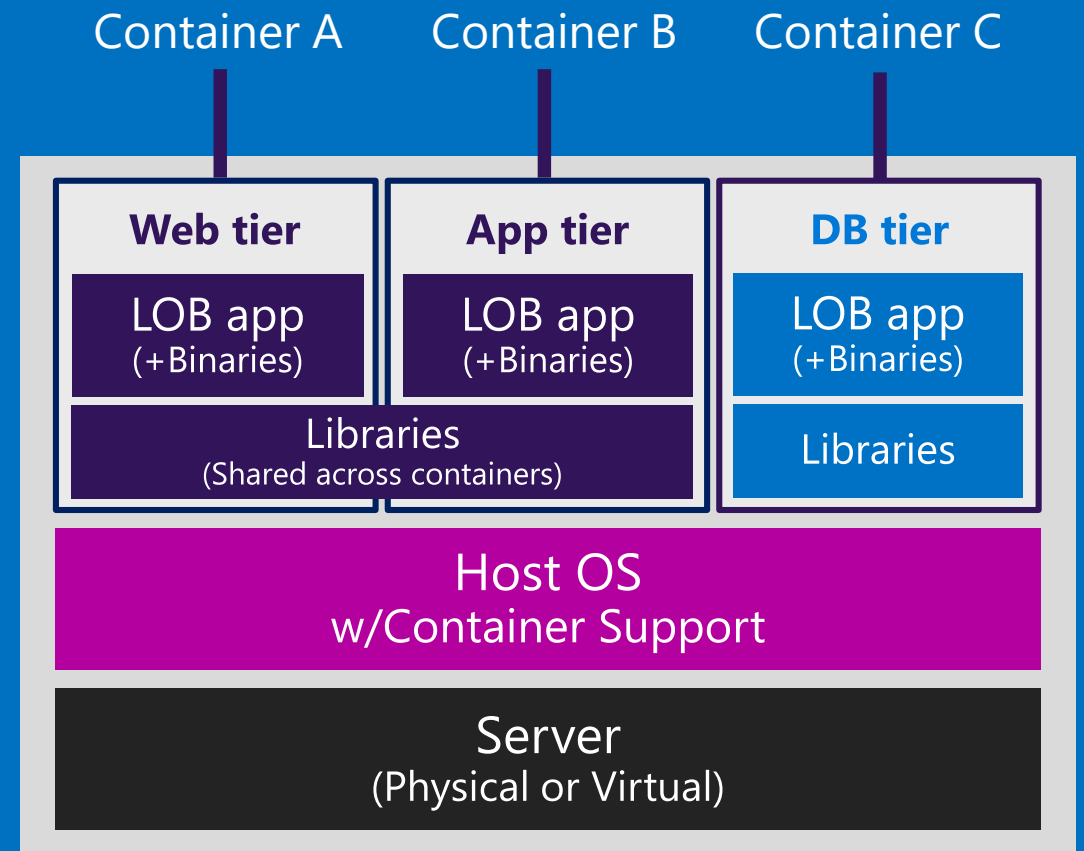 Container A
Container B
Container C
Web tier
App tier
DB tier
LOB app
(+Binaries)
LOB app
(+Binaries)
LOB app
(+Binaries)
Libraries
(Shared across containers)
Libraries
Host OS
w/Container Support
Server
(Physical or Virtual)